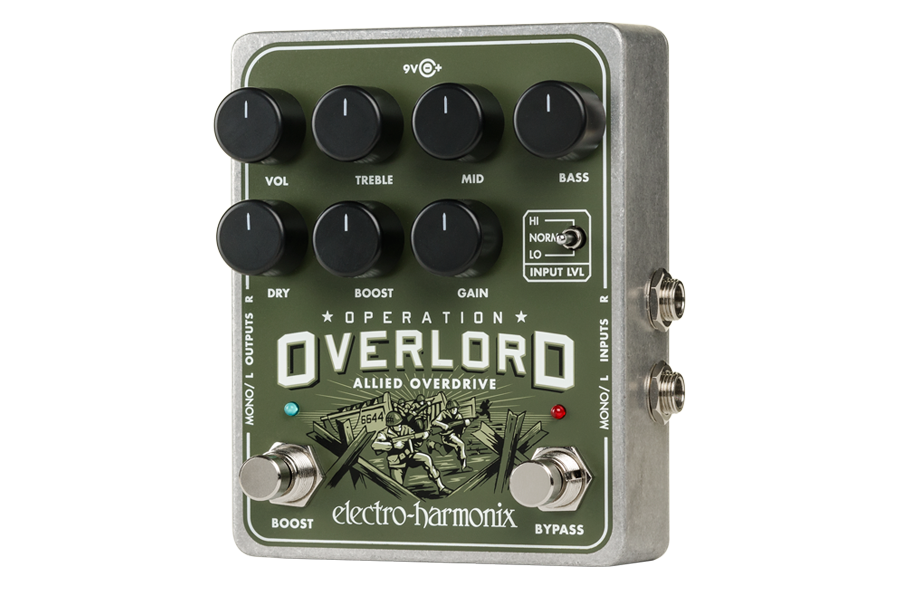 9V
VOL
TREBLE
MID
BASS
HI
NORM
LO
INPUT LVL
DRY
BOOST
GAIN
MONO/ L OUTPUTS R
MONO/ L INPUTS R
★ OPERATION ★
OVERLORD
ALLIED OVERDRIVE
6644
electro-harmonix
BOOST
BYPASS